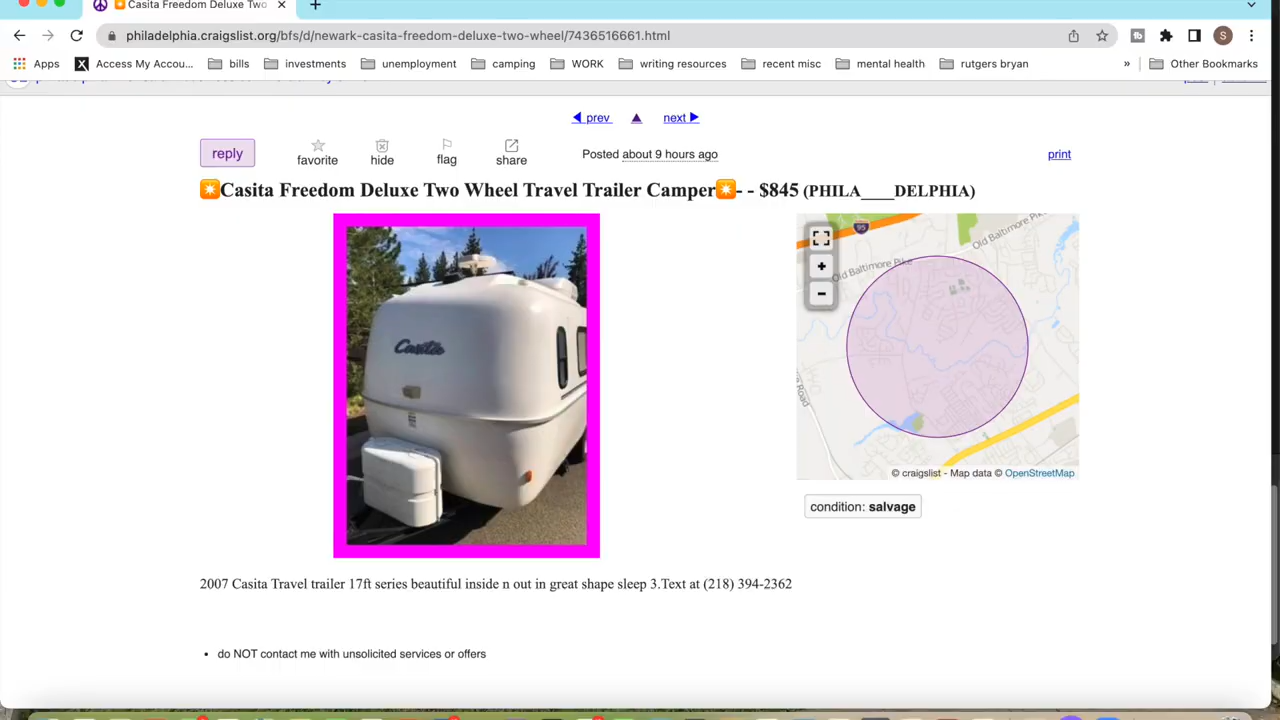 Casita Freedom Deluxe Two
philadelphia.craigslist.org/bfs/d/newark-casita-freedom-deluxe-two-wheel/7436516661.html
S
Apps
Access My Accou...
bills
investments
unemployment
camping
WORK
writing resources
recent misc
mental health
rutgers bryan
»
Other Bookmarks
prev
next
reply
favorite
hide
flag
share
Posted about 9 hours ago
print
Casita Freedom Deluxe Two Wheel Travel Trailer Camper - - $845 (PHILA____DELPHIA)
Casita
95
Old Baltimore Pike
Old Baltimore Pike
Road
+
−
© craigslist - Map data © OpenStreetMap
condition: salvage
2007 Casita Travel trailer 17ft series beautiful inside n out in great shape sleep 3.Text at (218) 394-2362
• do NOT contact me with unsolicited services or offers